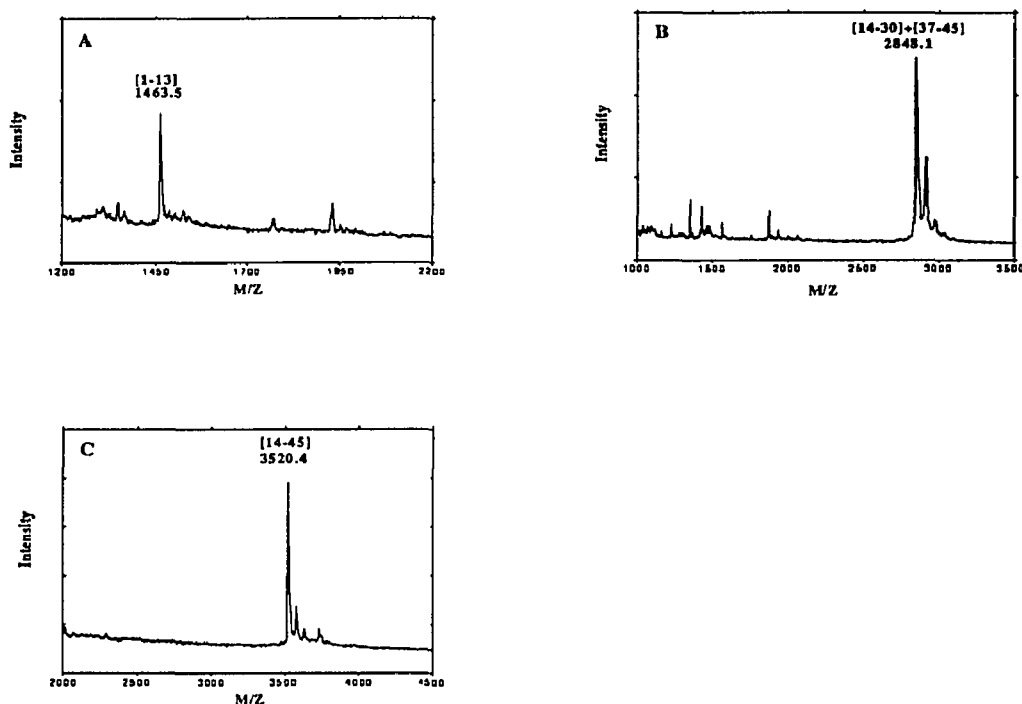 A
[1-13]
1463.5
Intensity
1200 1450 1700 1950 2200
M/Z
B
[14-30]+[37-45]
2848.1
Intensity
1000 1500 2000 2500 3000 3500
M/Z
C
[14-45]
3520.4
Intensity
2000 2500 3000 3500 4000 4500
M/Z